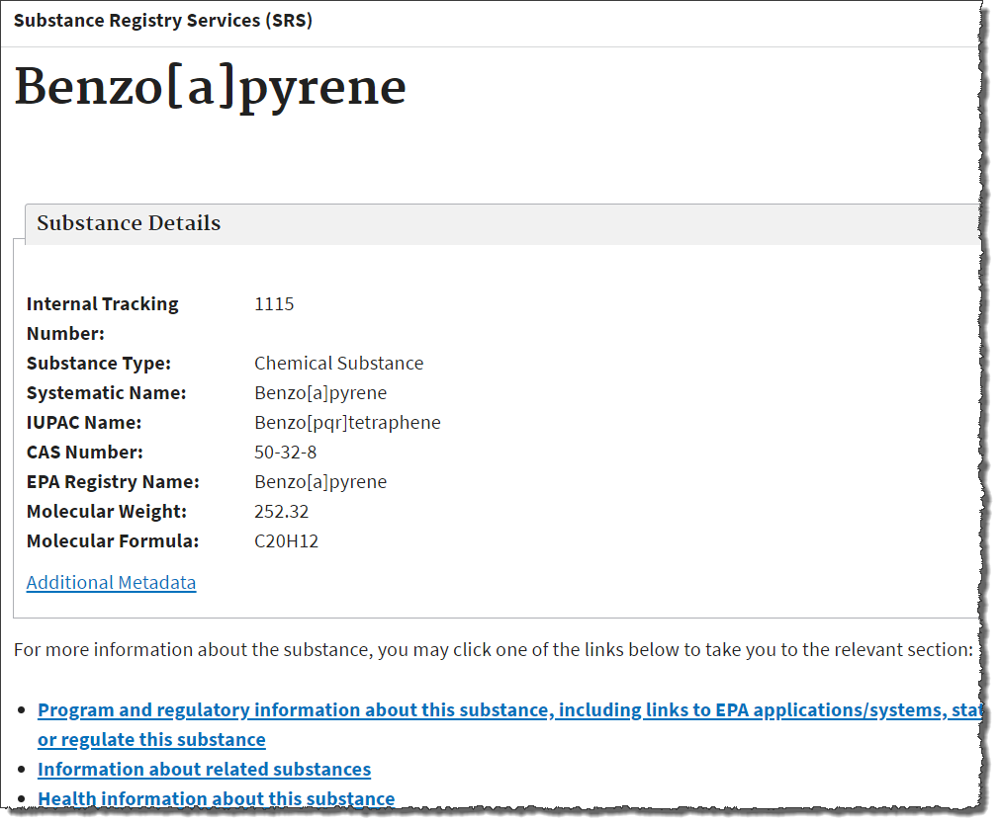 Substance Registry Services (SRS)
Benzo[a]pyrene
Substance Details
Internal Tracking Number: 1115
Substance Type: Chemical Substance
Systematic Name: Benzo[a]pyrene
IUPAC Name: Benzo[pqr]tetraphene
CAS Number: 50-32-8
EPA Registry Name: Benzo[a]pyrene
Molecular Weight: 252.32
Molecular Formula: C20H12
Additional Metadata
For more information about the substance, you may click one of the links below to take you to the relevant section:
• Program and regulatory information about this substance, including links to EPA applications/systems, stat
or regulate this substance
• Information about related substances
• Health information about this substance